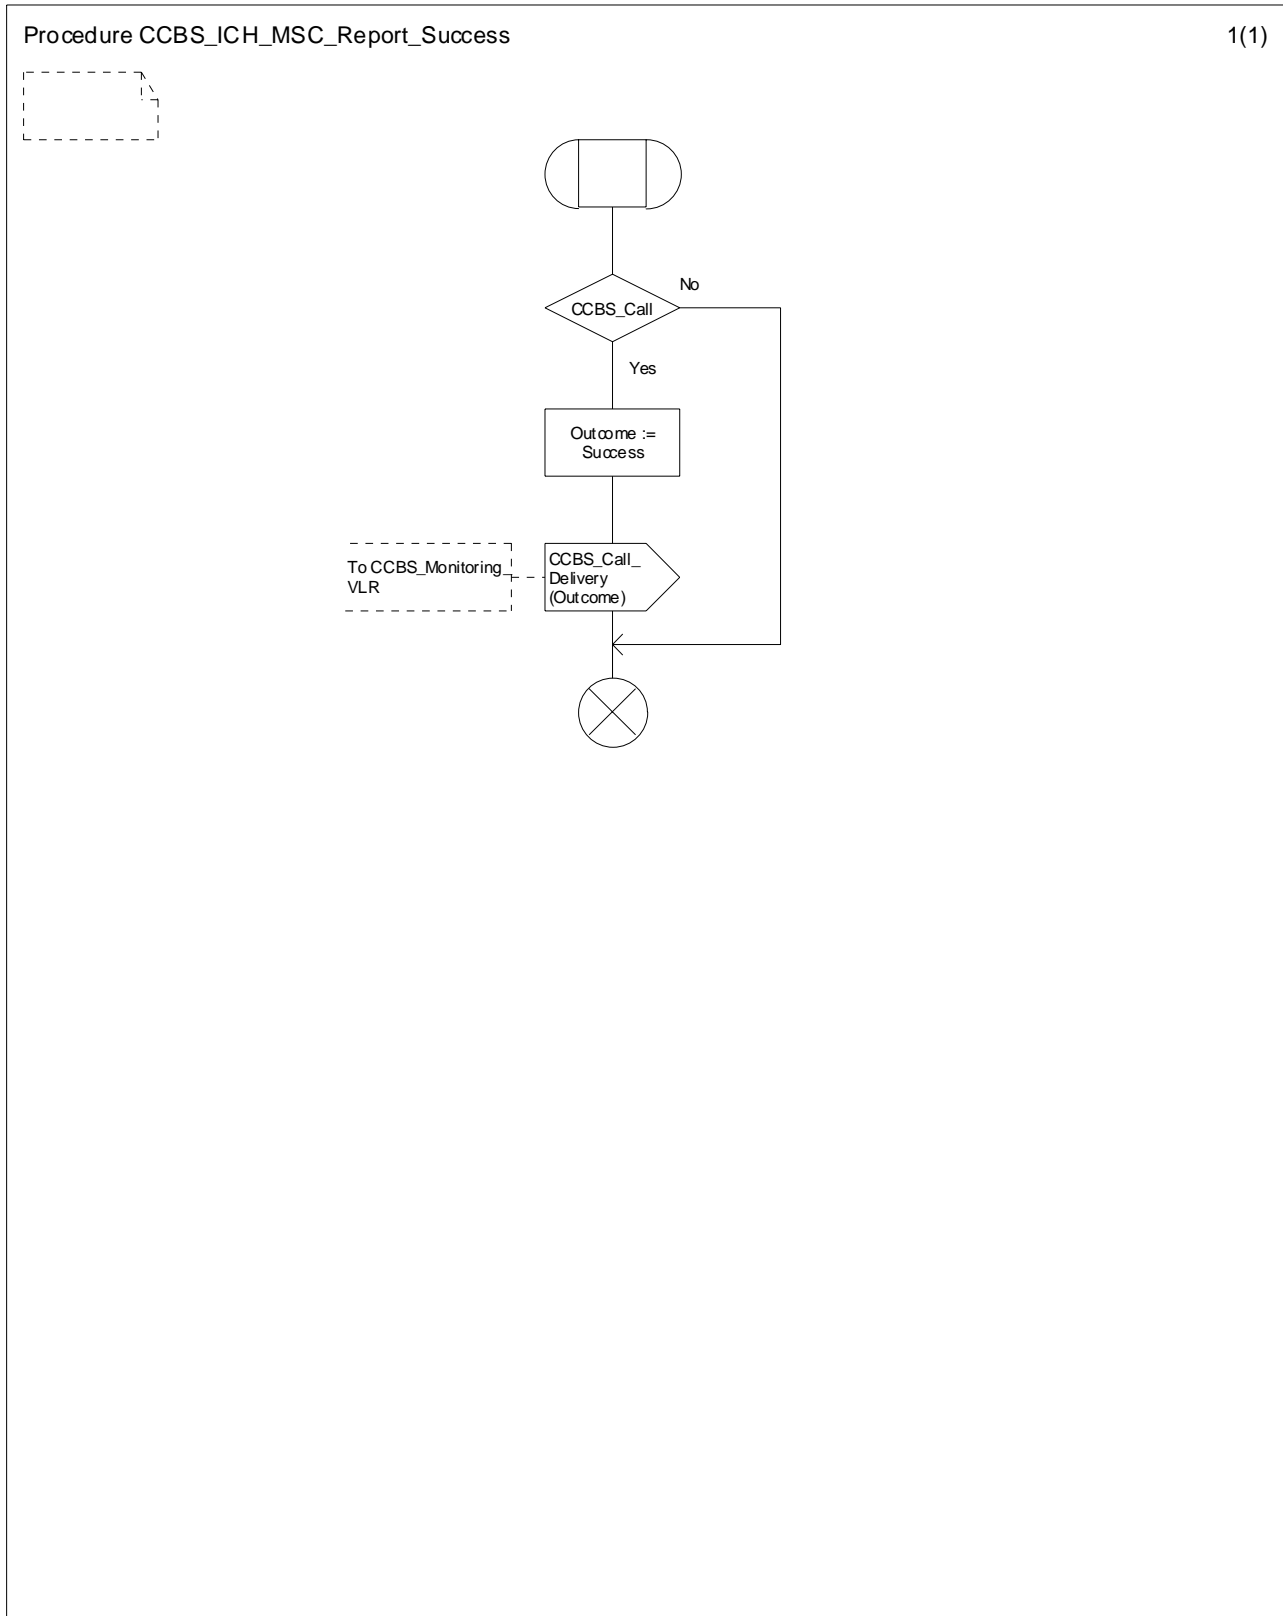 Procedure CCBS_ICH_MSC_Report_Success
1(1)
CCBS_Call
No
Yes
Outcome :=
Success
To CCBS_Monitoring_
VLR
CCBS_Call_
Delivery
(Outcome)